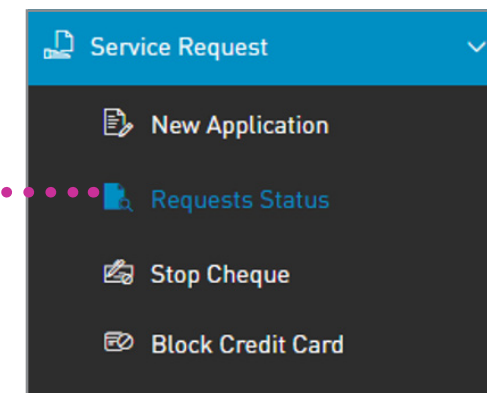 Service Request
New Application
Requests Status
Stop Cheque
Block Credit Card